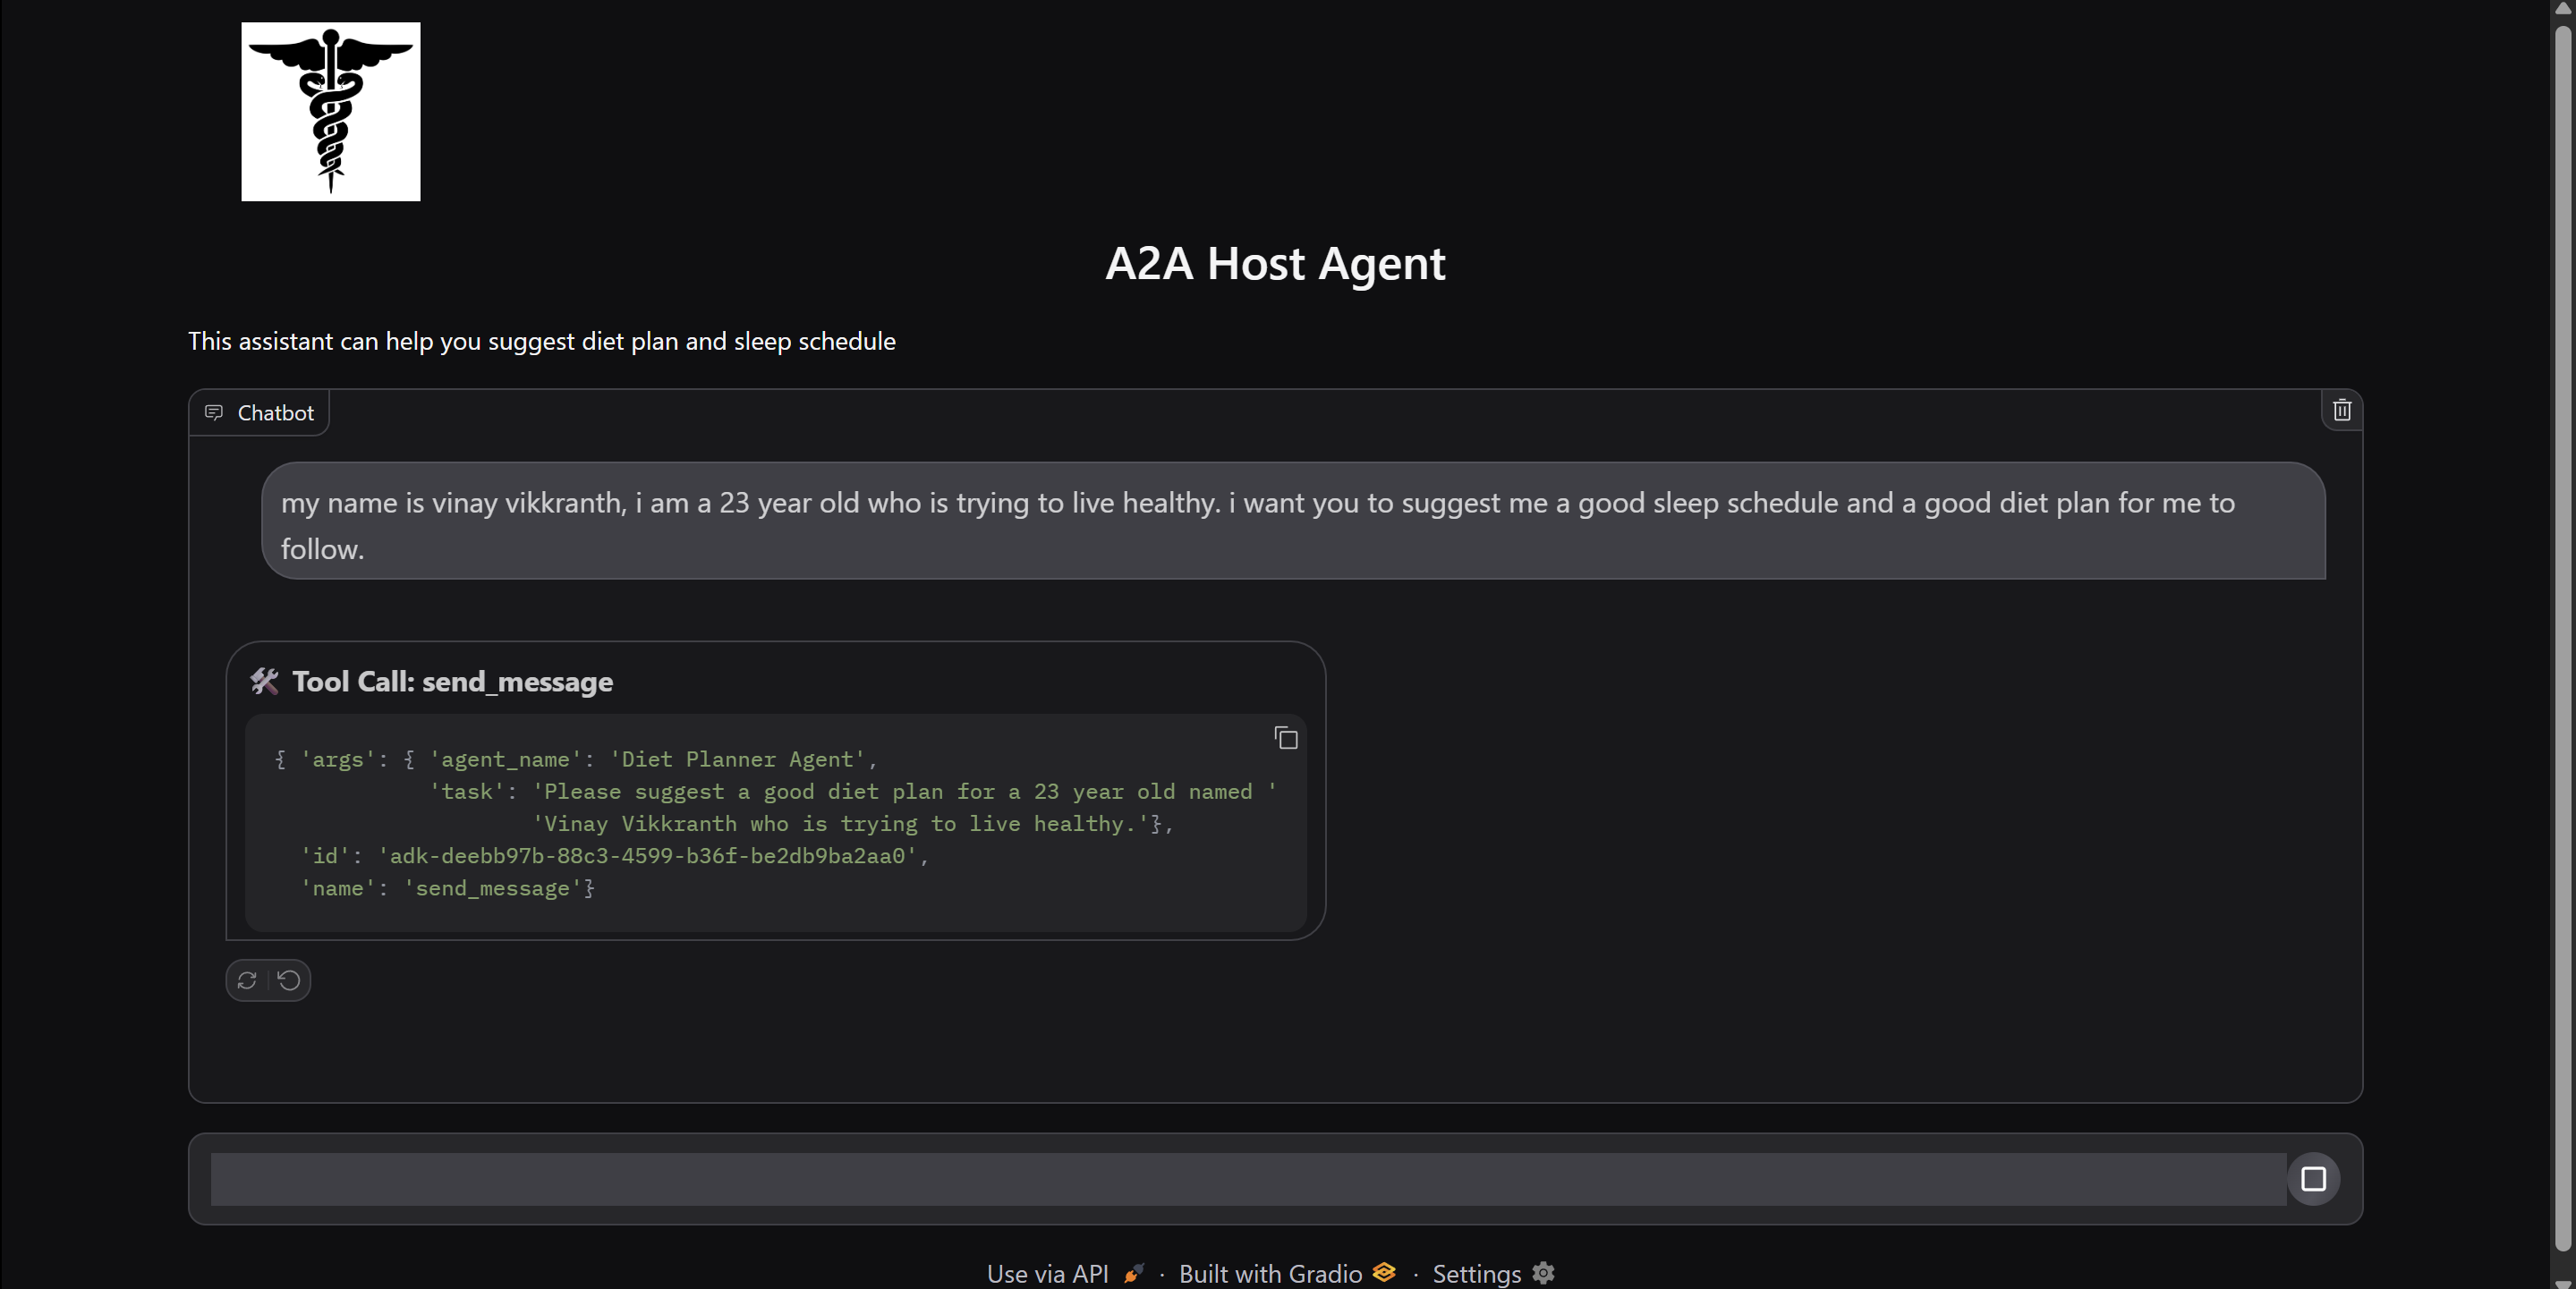 A2A Host Agent
This assistant can help you suggest diet plan and sleep schedule
Chatbot
my name is vinay vikkranth, i am a 23 year old who is trying to live healthy. i want you to suggest me a good sleep schedule and a good diet plan for me to
follow.
Tool Call: send_message
{ 'args': { 'agent_name': 'Diet Planner Agent',
'task': 'Please suggest a good diet plan for a 23 year old named '
'Vinay Vikkranth who is trying to live healthy.'},
'id': 'adk-deebb97b-88c3-4599-b36f-be2db9ba2aa0',
'name': 'send_message'}
Use via API · Built with Gradio · Settings